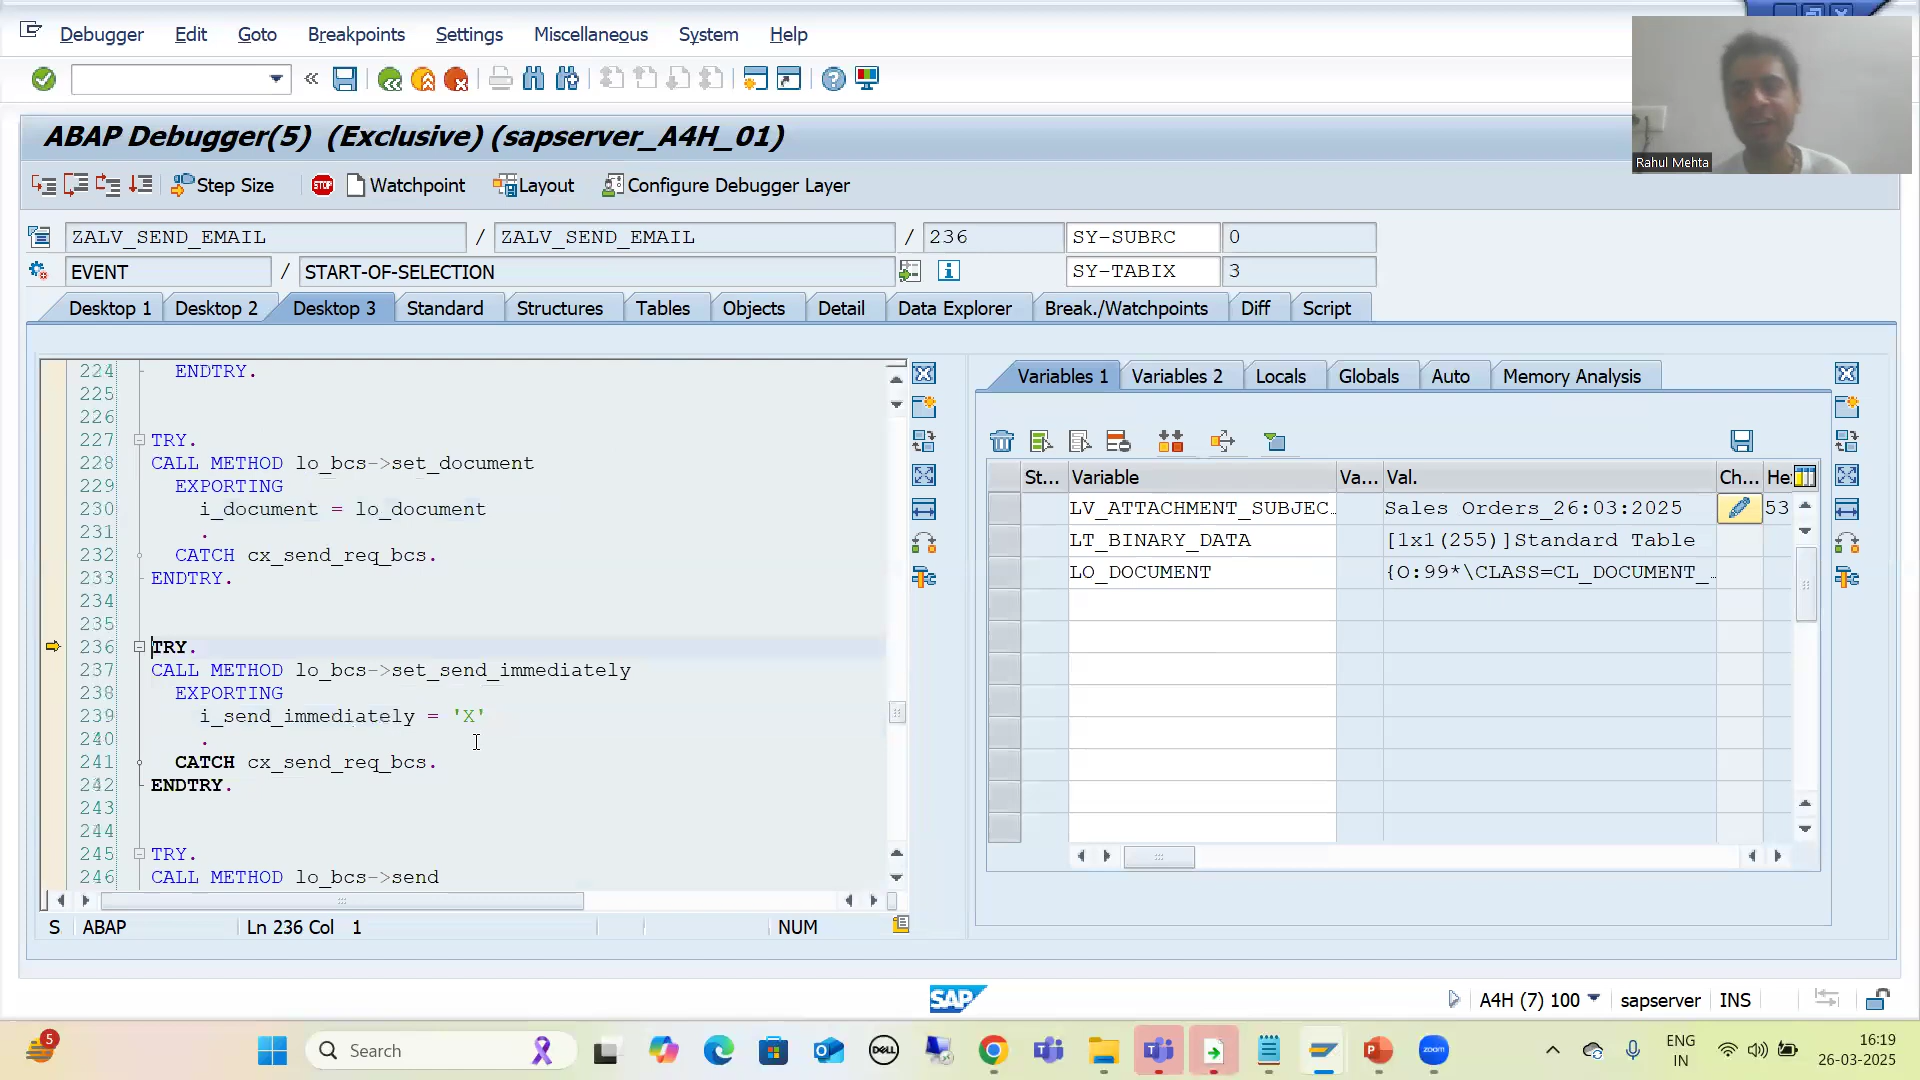 Debugger Edit Goto Breakpoints Settings Miscellaneous System Help
Rahul Mehta
ABAP Debugger(5) (Exclusive) (sapserver_A4H_01)
Step Size STOP Watchpoint Layout Configure Debugger Layer
ZALV_SEND_EMAIL / ZALV_SEND_EMAIL / 236 SY-SUBRC 0
EVENT / START-OF-SELECTION SY-TABIX 3
Desktop 1 Desktop 2 Desktop 3 Standard Structures Tables Objects Detail Data Explorer Break./Watchpoints Diff Script
224 ENDTRY.
225
226
227 TRY.
228 CALL METHOD lo_bcs->set_document
229 EXPORTING
230 i_document = lo_document
231 .
232 CATCH cx_send_req_bcs.
233 ENDTRY.
234
235
236 TRY.
237 CALL METHOD lo_bcs->set_send_immediately
238 EXPORTING
239 i_send_immediately = 'X'
240 .
241 CATCH cx_send_req_bcs.
242 ENDTRY.
243
244
245 TRY.
246 CALL METHOD lo_bcs->send
S ABAP Ln 236 Col 1 NUM
Variables 1 Variables 2 Locals Globals Auto Memory Analysis
St... Variable Va... Val. Ch... He
LV_ATTACHMENT_SUBJEC... Sales Orders_26:03:2025 53
LT_BINARY_DATA [1x1(255)]Standard Table
LO_DOCUMENT {O:99*\CLASS=CL_DOCUMENT_...
SAP A4H (7) 100 sapserver INS
5 Search DELL zoom ENG IN 16:19 26-03-2025